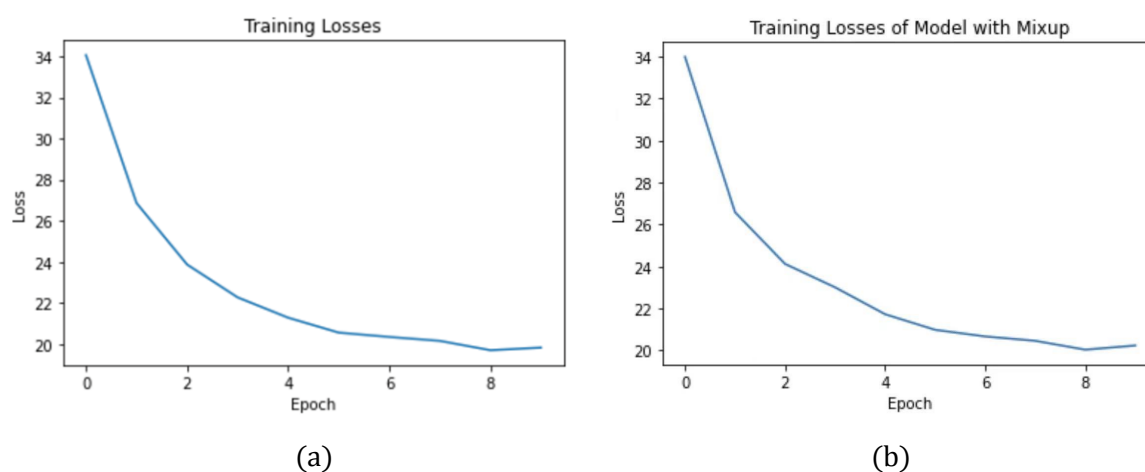 Training Losses
34
32
30
28
26
24
22
20
Loss
0 2 4 6 8
Epoch
(a)
Training Losses of Model with Mixup
34
32
30
28
26
24
22
20
Loss
0 2 4 6 8
Epoch
(b)